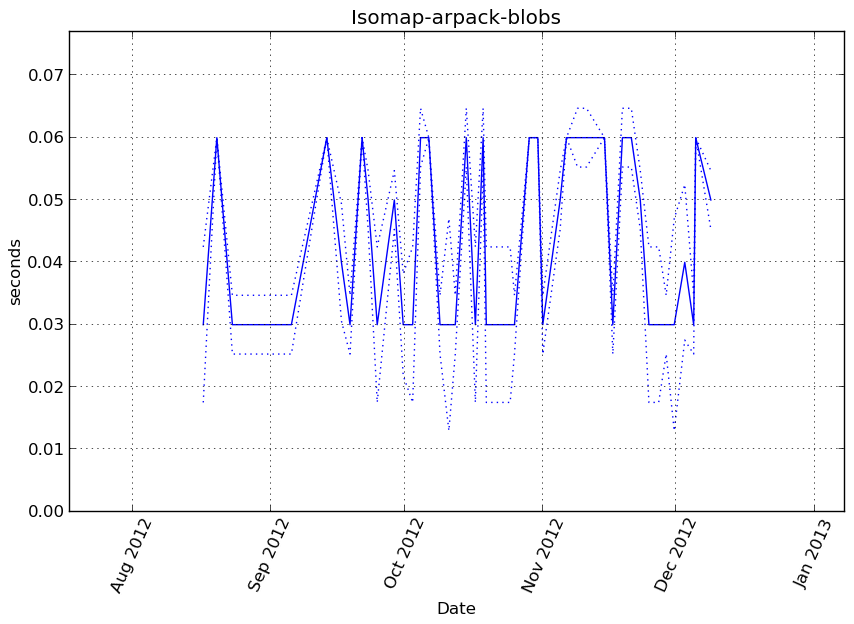 Isomap-arpack-blobs
0.07
0.06
0.05
0.04
0.03
0.02
0.01
0.00
seconds
Aug 2012
Sep 2012
Oct 2012
Nov 2012
Dec 2012
Jan 2013
Date